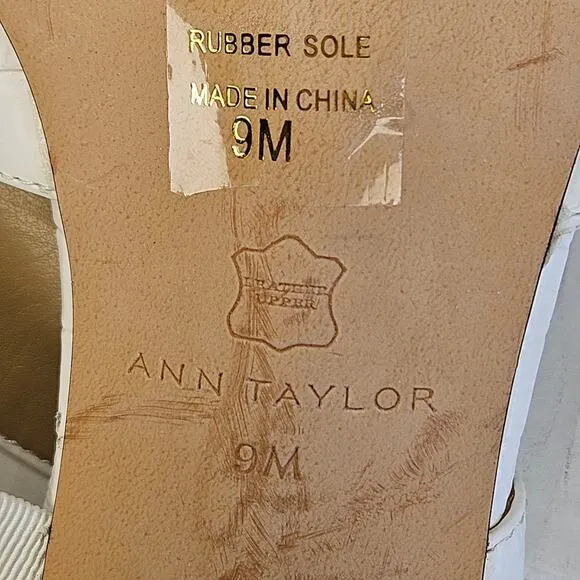 RUBBER SOLE
MADE IN CHINA
9M
LEATHER
UPPER
ANN TAYLOR
9M